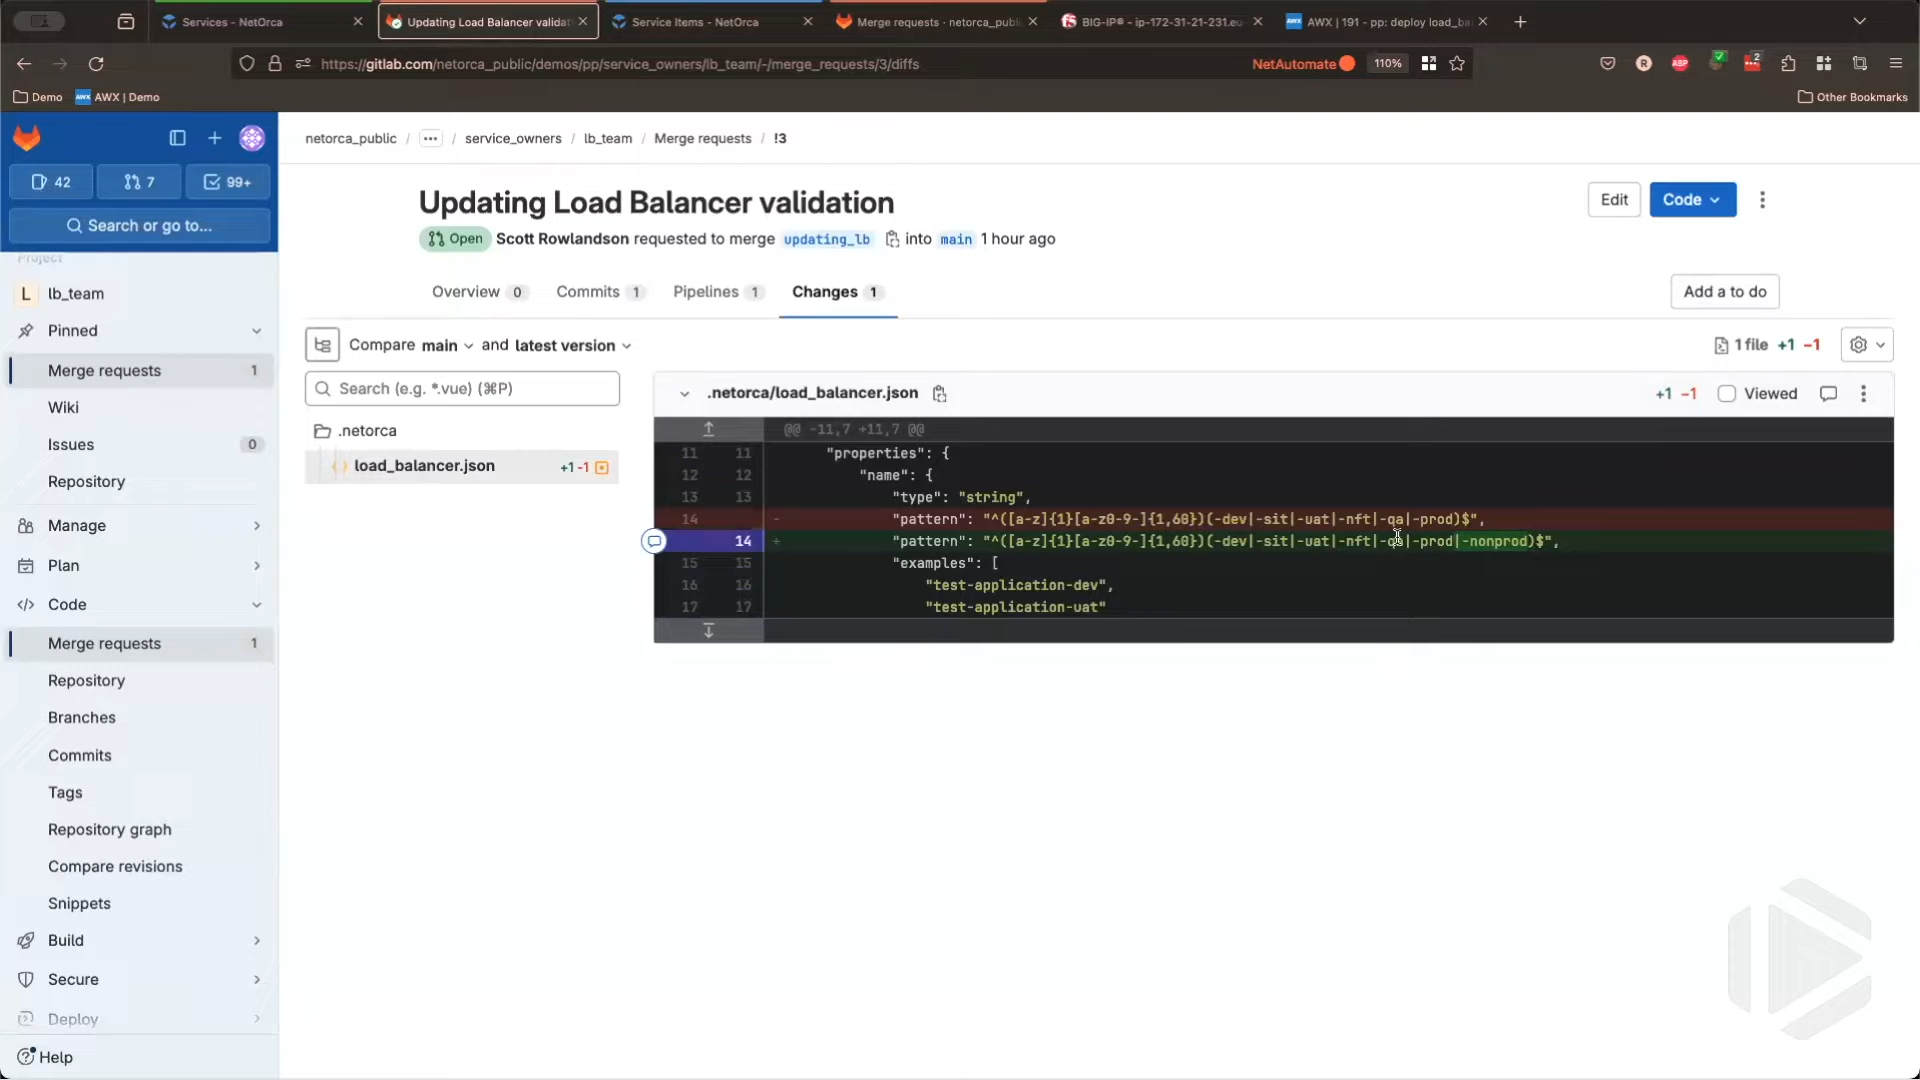 Services - NetOrca
Updating Load Balancer validat
Service Items - NetOrca
Merge requests · netorca_publi
BIG-IP® - ip-172-31-21-231.eu
AWX | 191 - pp: deploy load_ba
https://gitlab.com/netorca_public/demos/pp/service_owners/lb_team/-/merge_requests/3/diffs
NetAutomate
110%
Demo
AWX | Demo
Other Bookmarks
netorca_public / ... / service_owners / lb_team / Merge requests / !3
42
7
99+
Search or go to...
Project
L lb_team
Pinned
Merge requests 1
Wiki
Issues 0
Repository
Manage
Plan
Code
Merge requests 1
Repository
Branches
Commits
Tags
Repository graph
Compare revisions
Snippets
Build
Secure
Deploy
Help
Updating Load Balancer validation
Edit
Code
Open Scott Rowlandson requested to merge updating_lb into main 1 hour ago
Overview 0
Commits 1
Pipelines 1
Changes 1
Add a to do
Compare main and latest version
1 file +1 −1
Search (e.g. *.vue) (⌘P)
.netorca
load_balancer.json +1 -1
.netorca/load_balancer.json
+1 −1
Viewed
@@ -11,7 +11,7 @@
11 11 "properties": {
12 12 "name": {
13 13 "type": "string",
14 - "pattern": "^([a-z]{1}[a-z0-9-]{1,60})(-dev|-sit|-uat|-nft|-qa|-prod)$",
14 + "pattern": "^([a-z]{1}[a-z0-9-]{1,60})(-dev|-sit|-uat|-nft|-qa|-prod|-nonprod)$",
15 15 "examples": [
16 16 "test-application-dev",
17 17 "test-application-uat"